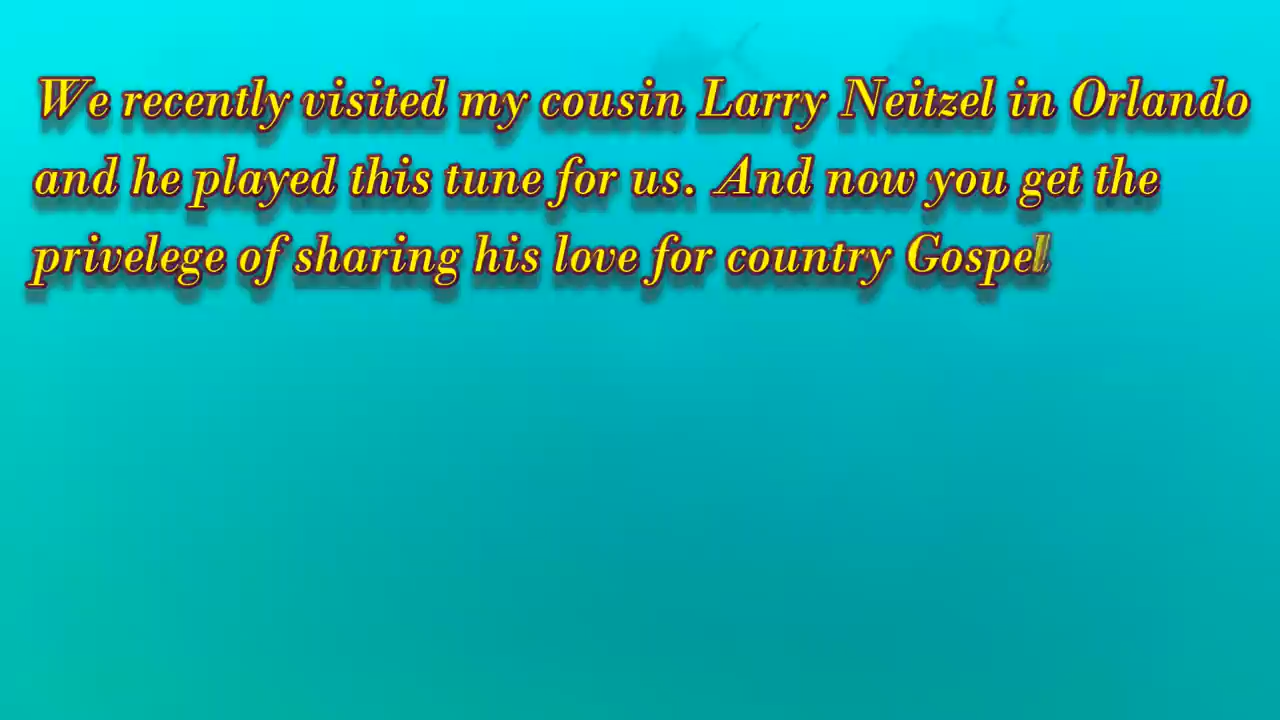 We recently visited my cousin Larry Neitzel in Orlando
and he played this tune for us. And now you get the
privelege of sharing his love for country Gospel